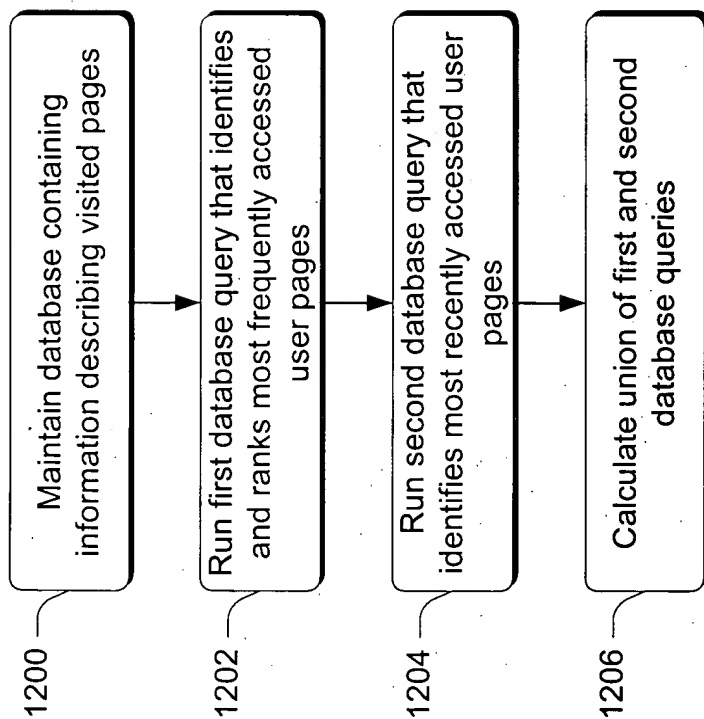 1200
Maintain database containing
information describing visited pages
1202
Run first database query that identifies
and ranks most frequently accessed
user pages
1204
Run second database query that
identifies most recently accessed user
pages
1206
Calculate union of first and second
database queries